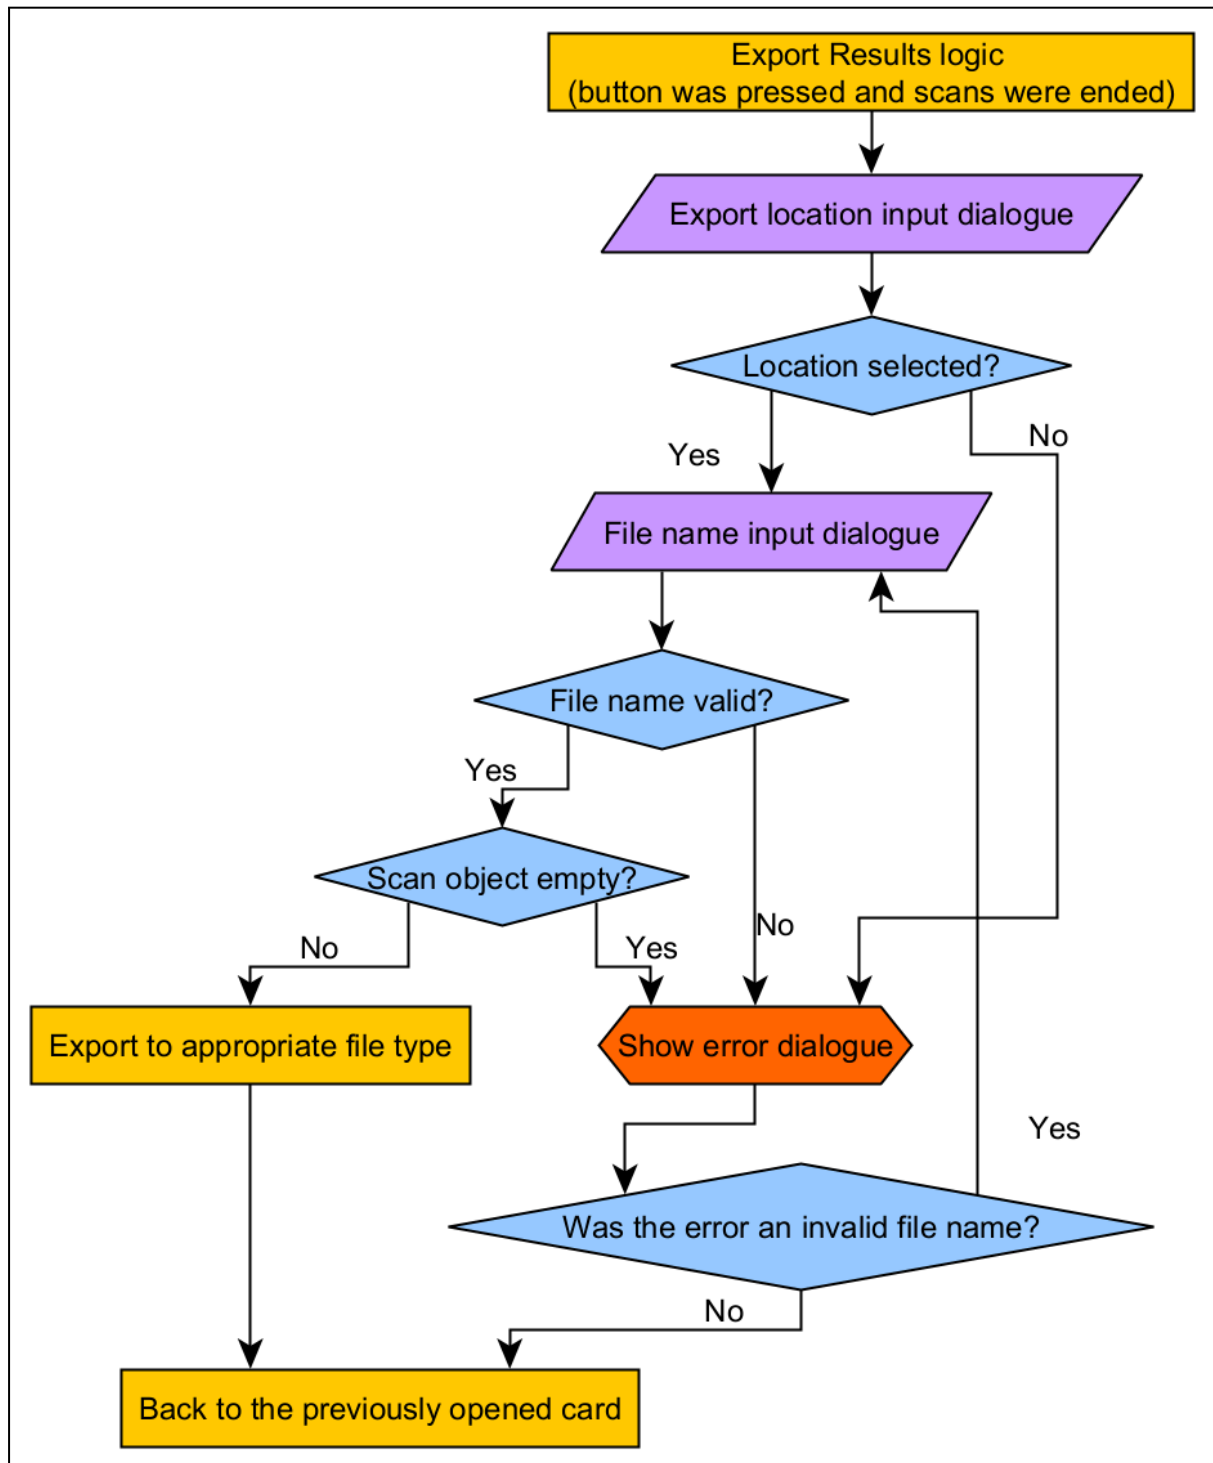 Export Results logic
(button was pressed and scans were ended)
Export location input dialogue
Location selected?
No
Yes
File name input dialogue
File name valid?
Yes
Scan object empty?
No
No
Yes
Export to appropriate file type
Show error dialogue
Yes
Was the error an invalid file name?
No
Back to the previously opened card